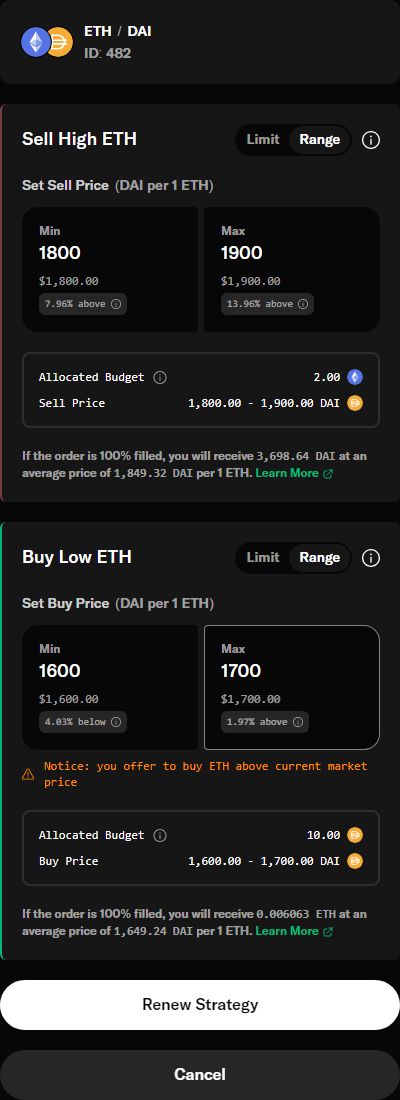 ETH / DAI
ID: 482
Sell High ETH
Limit Range
Set Sell Price (DAI per 1 ETH)
Min
1800
$1,800.00
7.96% above
Max
1900
$1,900.00
13.96% above
Allocated Budget 2.00
Sell Price 1,800.00 - 1,900.00 DAI
If the order is 100% filled, you will receive 3,698.64 DAI at an
average price of 1,849.32 DAI per 1 ETH. Learn More
Buy Low ETH
Limit Range
Set Buy Price (DAI per 1 ETH)
Min
1600
$1,600.00
4.03% below
Max
1700
$1,700.00
1.97% above
Notice: you offer to buy ETH above current market
price
Allocated Budget 10.00
Buy Price 1,600.00 - 1,700.00 DAI
If the order is 100% filled, you will receive 0.006063 ETH at an
average price of 1,649.24 DAI per 1 ETH. Learn More
Renew Strategy
Cancel